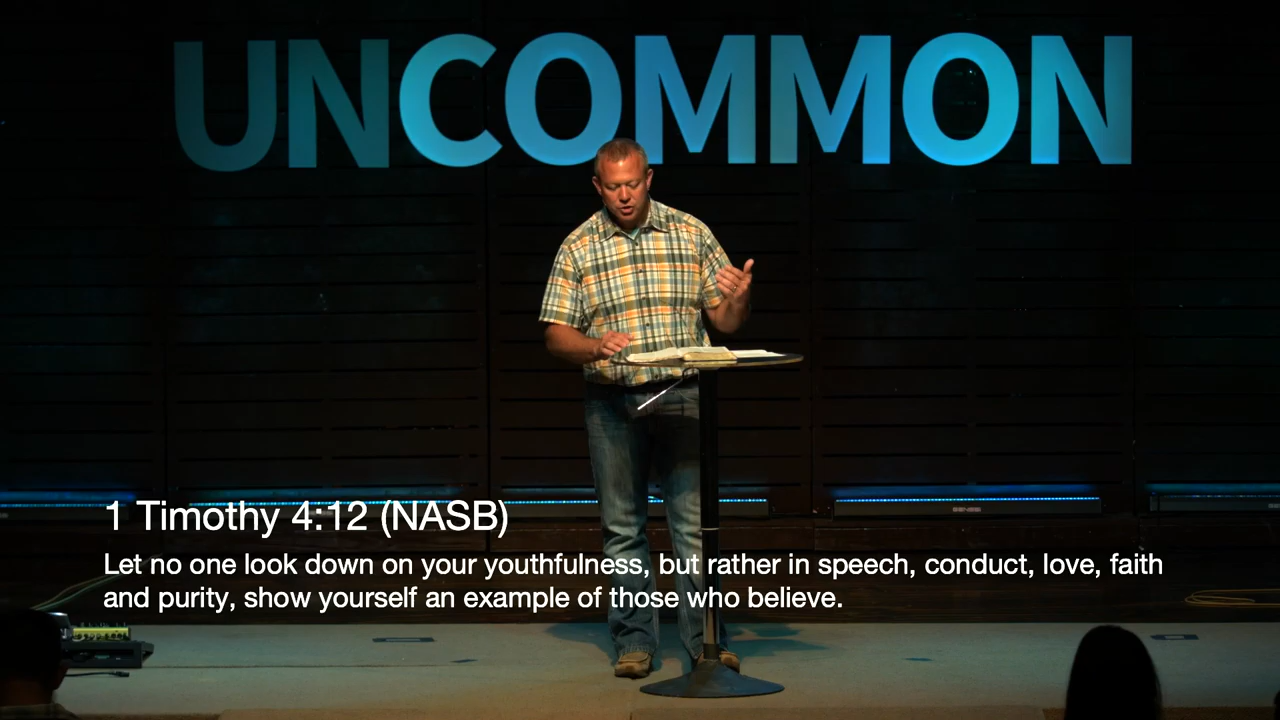 UNCOMMON
1 Timothy 4:12 (NASB)
Let no one look down on your youthfulness, but rather in speech, conduct, love, faith
and purity, show yourself an example of those who believe.